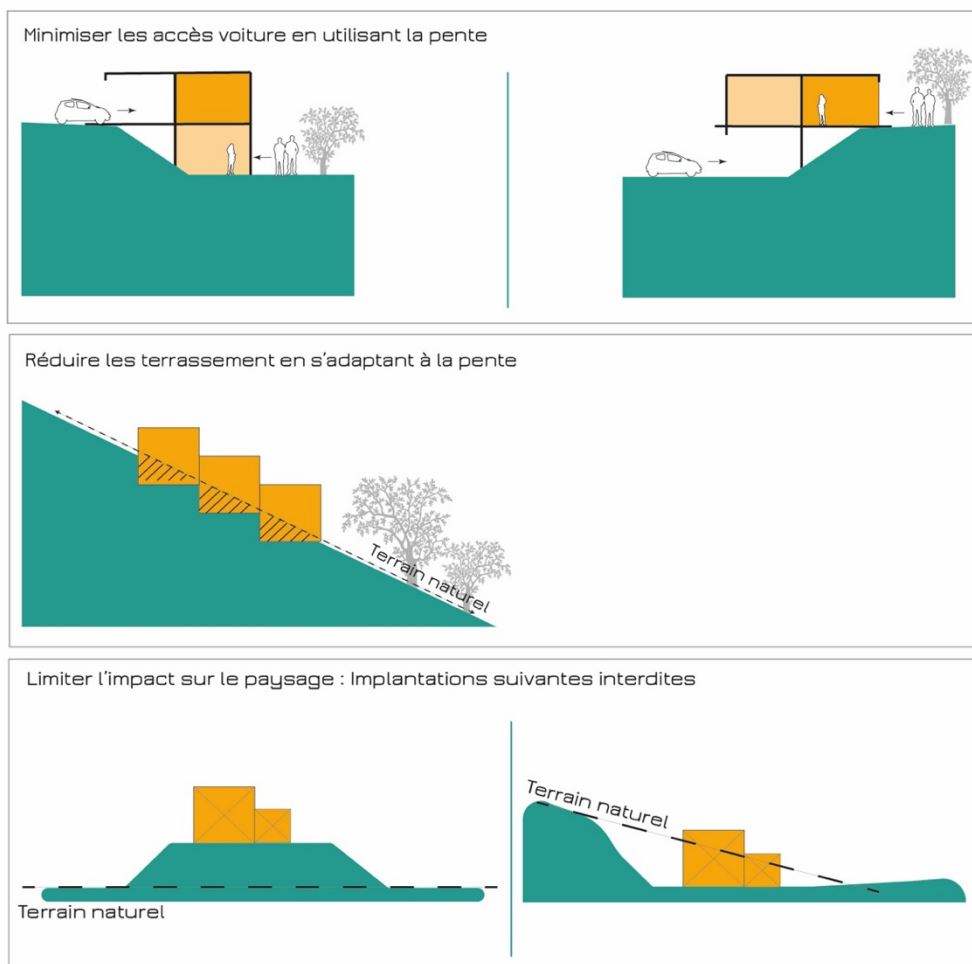 Minimiser les accès voiture en utilisant la pente
Réduire les terrassement en s'adaptant à la pente
Terrain naturel
Limiter l'impact sur le paysage : Implantations suivantes interdites
Terrain naturel
Terrain naturel